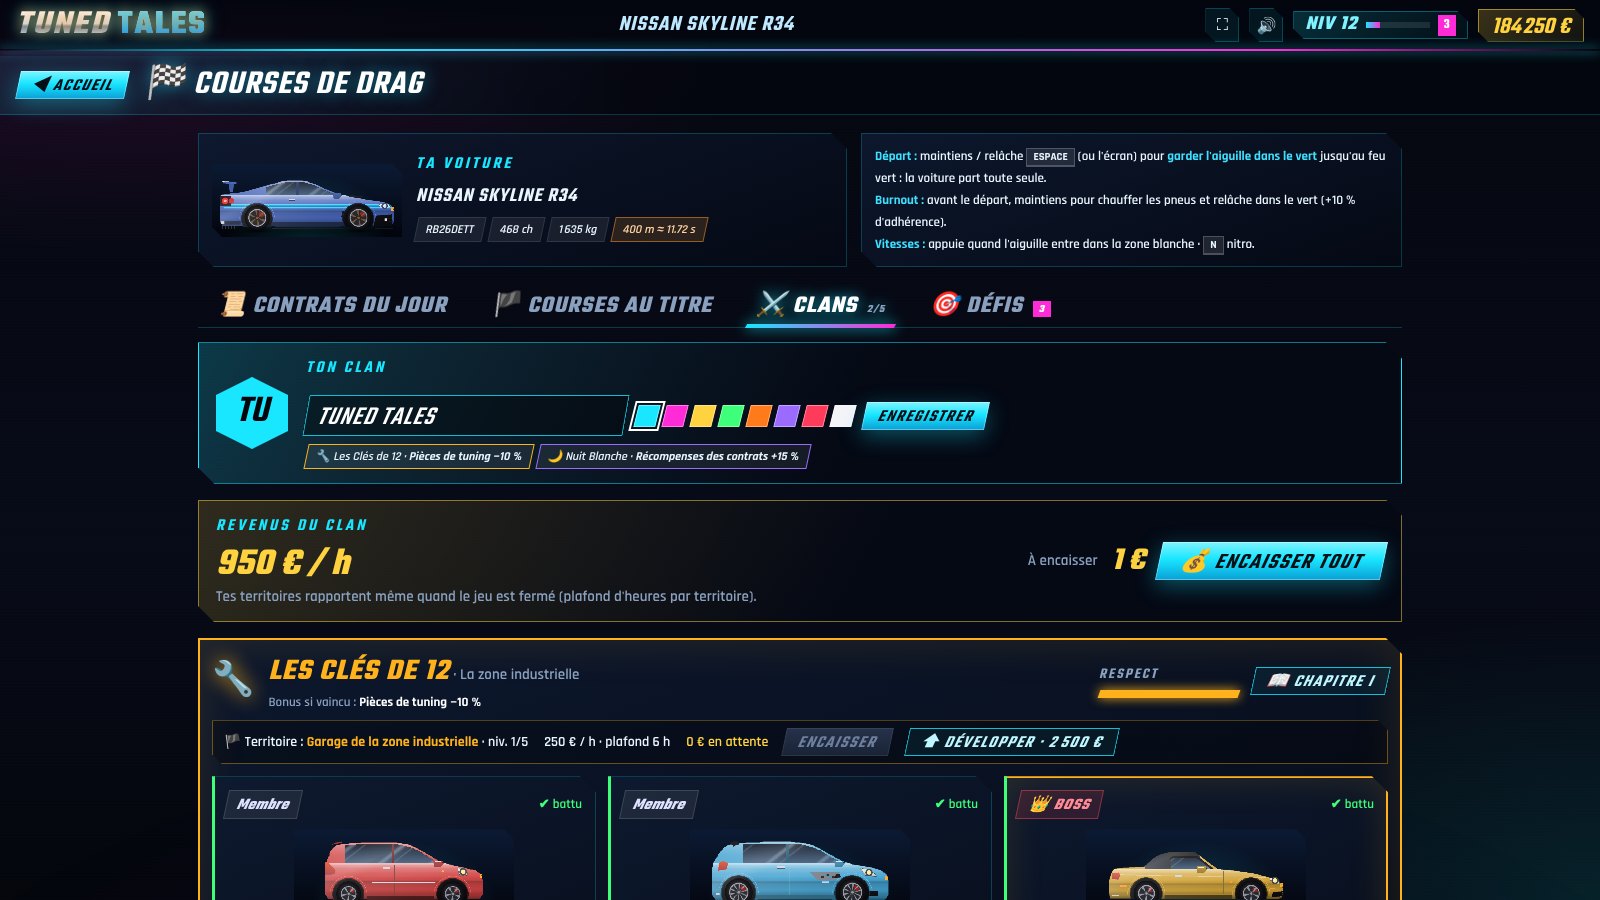 TUNED TALES
NISSAN SKYLINE R34
NIV 12
3
184 250 €
◀ ACCUEIL
COURSES DE DRAG
TA VOITURE
NISSAN SKYLINE R34
RB26DETT
468 ch
1 635 kg
400 m ≈ 11.72 s
Départ : maintiens / relâche ESPACE (ou l'écran) pour garder l'aiguille dans le vert jusqu'au feu
vert : la voiture part toute seule.
Burnout : avant le départ, maintiens pour chauffer les pneus et relâche dans le vert (+10 %
d'adhérence).
Vitesses : appuie quand l'aiguille entre dans la zone blanche · N nitro.
CONTRATS DU JOUR
COURSES AU TITRE
CLANS 2/5
DÉFIS 3
TON CLAN
TU
TUNED TALES
ENREGISTRER
Les Clés de 12 · Pièces de tuning −10 %
Nuit Blanche · Récompenses des contrats +15 %
REVENUS DU CLAN
950 € / h
À encaisser 1 €
ENCAISSER TOUT
Tes territoires rapportent même quand le jeu est fermé (plafond d'heures par territoire).
LES CLÉS DE 12 · La zone industrielle
Bonus si vaincu : Pièces de tuning −10 %
RESPECT
CHAPITRE I
Territoire : Garage de la zone industrielle · niv. 1/5
250 € / h · plafond 6 h
0 € en attente
ENCAISSER
DÉVELOPPER · 2 500 €
Membre
✔ battu
Membre
✔ battu
BOSS
✔ battu